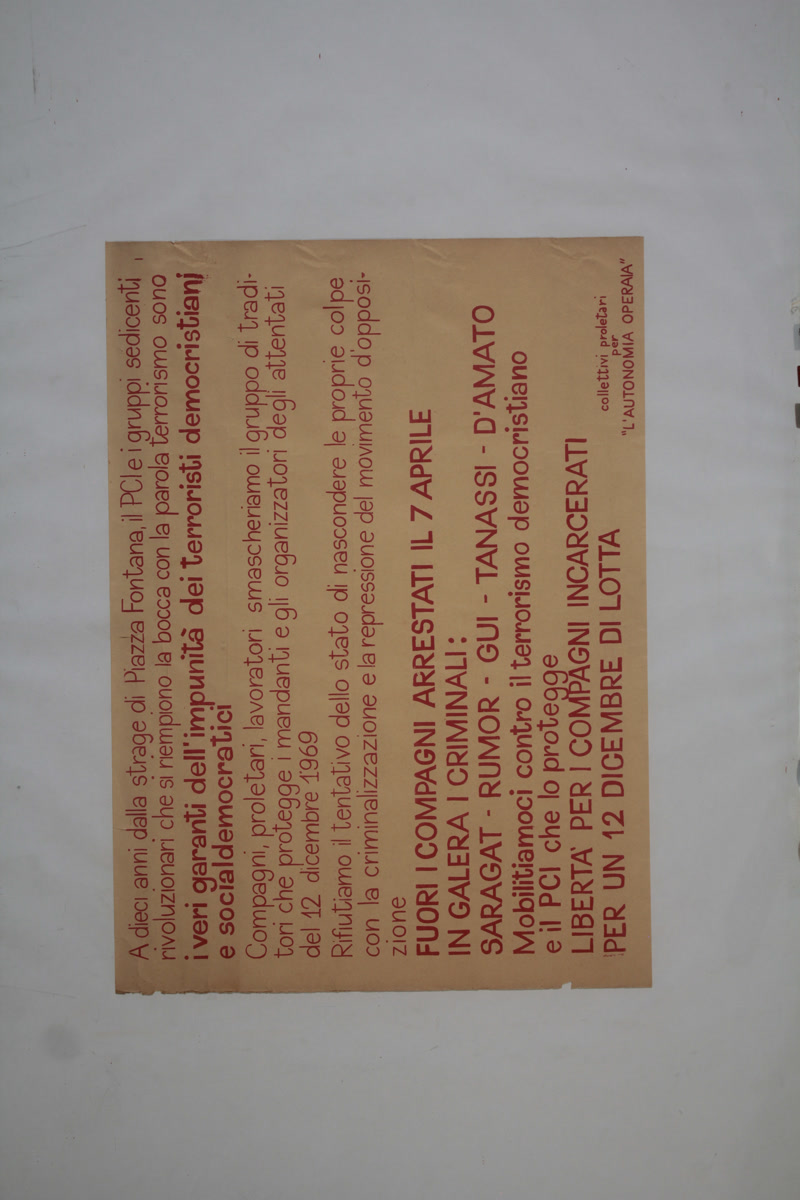 A dieci anni dalla strage di Piazza Fontana, il PCI e i gruppi sedicenti
rivoluzionari che si riempiono la bocca con la parola terrorismo sono
i veri garanti dell'impunità dei terroristi democristiani
e socialdemocratici
Compagni, proletari, lavoratori smascheriamo il gruppo di tradi-
tori che protegge i mandanti e gli organizzatori degli attentati
del 12 dicembre 1969
Rifiutiamo il tentativo dello stato di nascondere le proprie colpe
con la criminalizzazione e la repressione del movimento d'opposi-
zione
FUORI I COMPAGNI ARRESTATI IL 7 APRILE
IN GALERA I CRIMINALI:
SARAGAT - RUMOR - GUI - TANASSI - D'AMATO
Mobilitiamoci contro il terrorismo democristiano
e il PCI che lo protegge
LIBERTA' PER I COMPAGNI INCARCERATI
PER UN 12 DICEMBRE DI LOTTA
collettivi proletari
per
"L'AUTONOMIA OPERAIA"